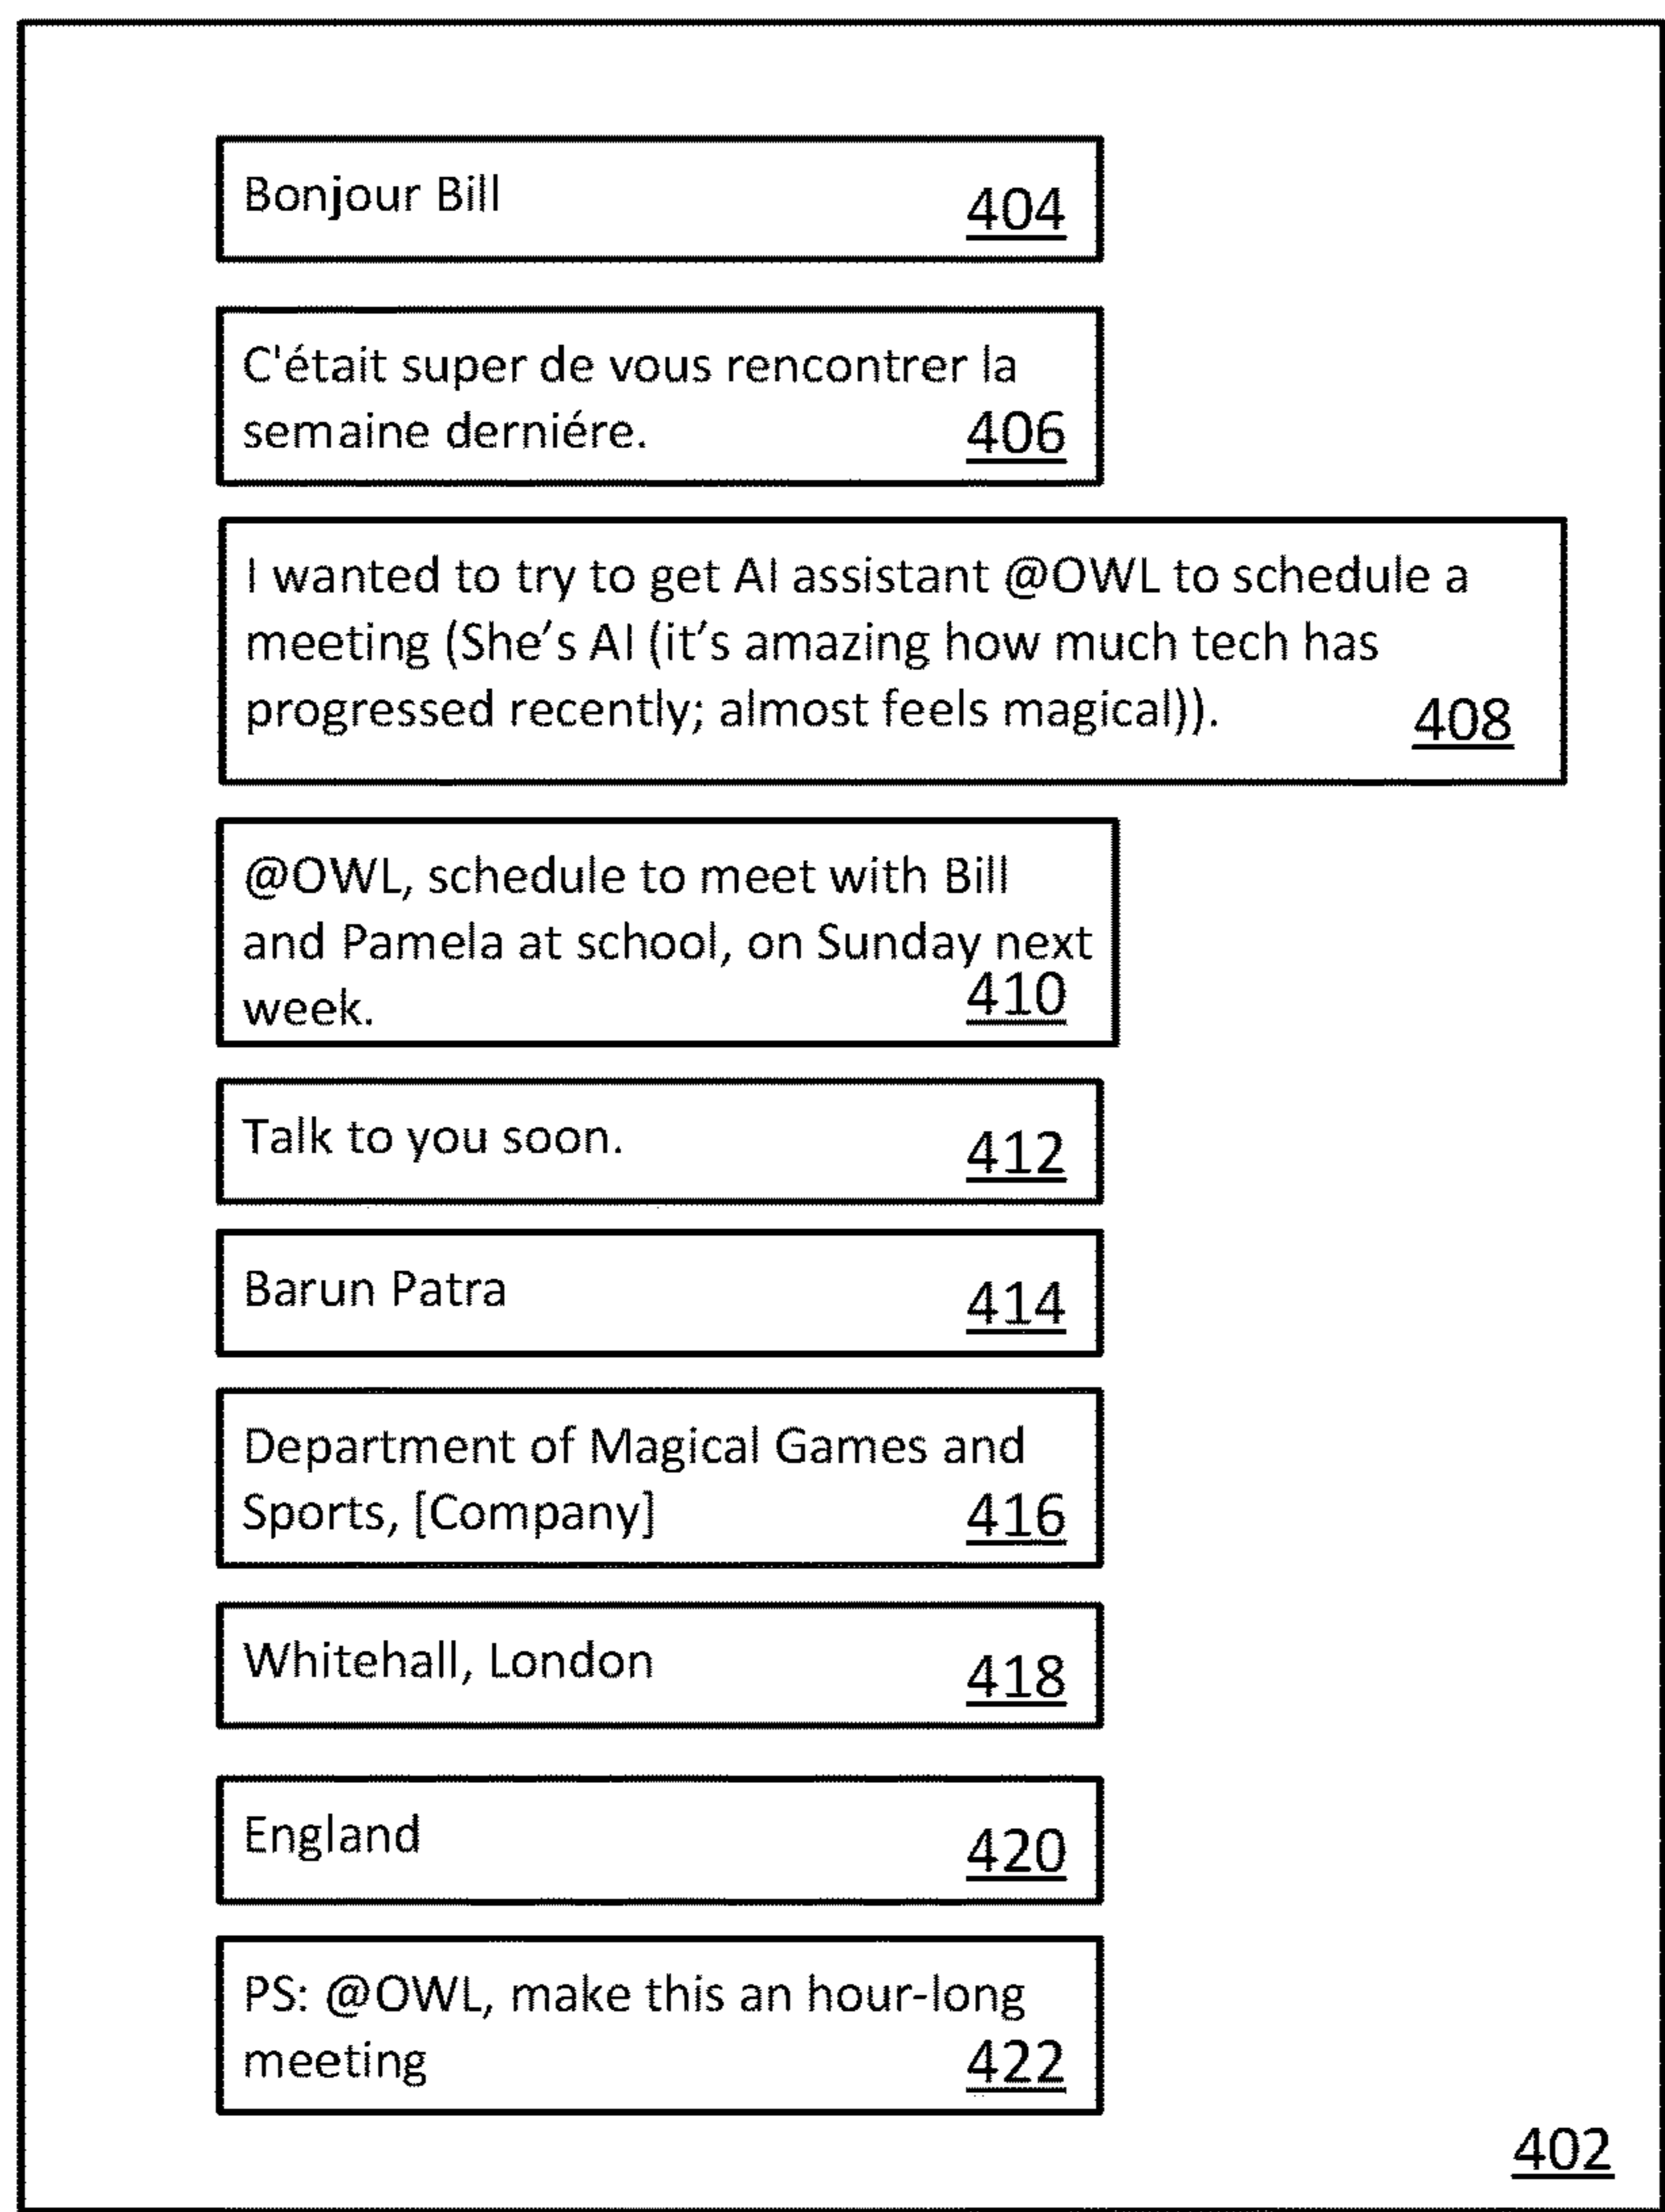 Bonjour Bill
404
C'était super de vous rencontrer la
semaine derniére.
406
I wanted to try to get AI assistant @OWL to schedule a
meeting (She’s AI (it’s amazing how much tech has
progressed recently; almost feels magical)).
408
@OWL, schedule to meet with Bill
and Pamela at school, on Sunday next
week.
410
Talk to you soon.
412
Barun Patra
414
Department of Magical Games and
Sports, [Company]
416
Whitehall, London
418
England
420
PS: @OWL, make this an hour-long
meeting
422
402